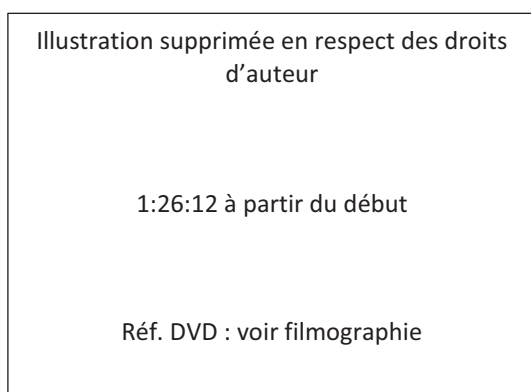 Illustration supprimée en respect des droits
d’auteur
1:26:12 à partir du début
Réf. DVD : voir filmographie